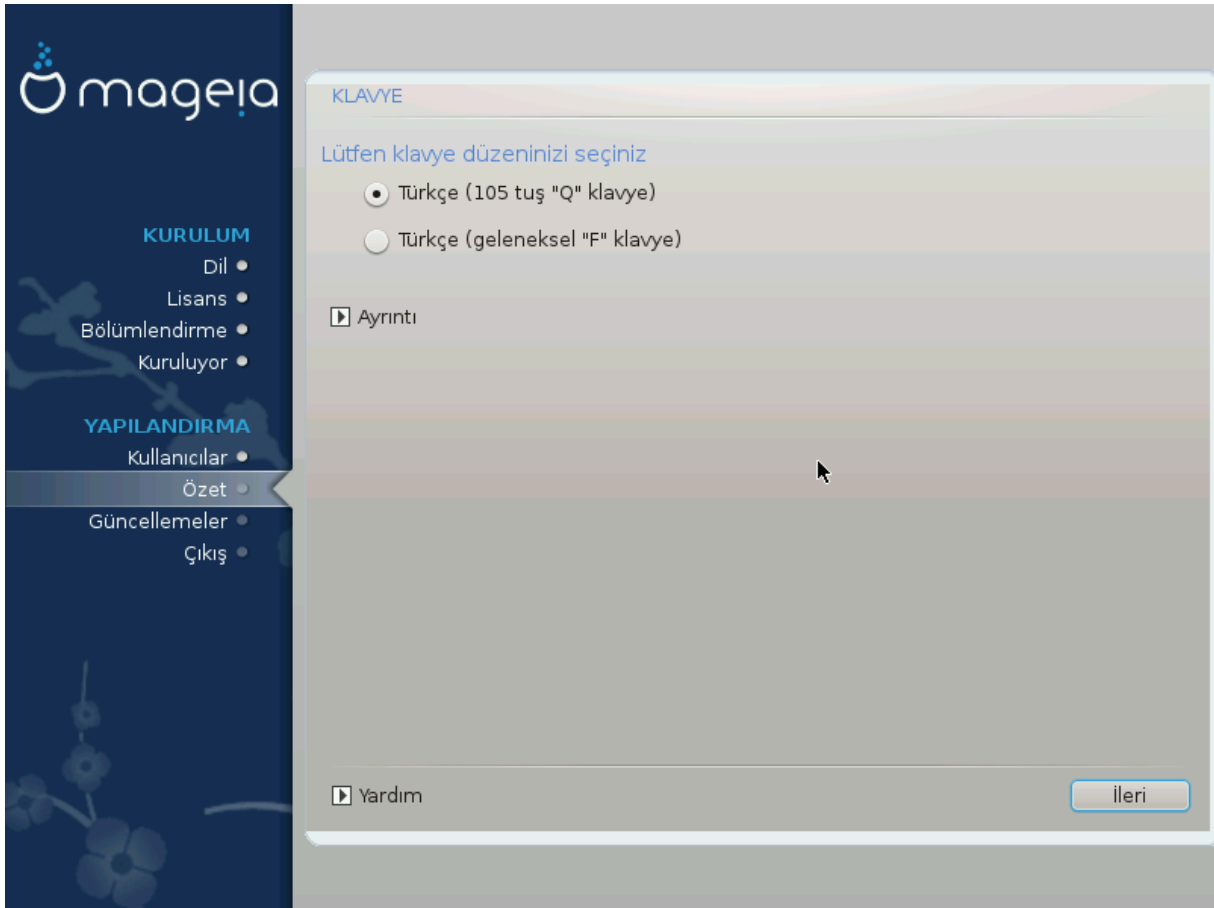 mageia
KURULUM
Dil
Lisans
Bölümlendirme
Kuruluyor
YAPILANDIRMA
Kullanıcılar
Özet
Güncellemeler
Çıkış
KLAVYE
Lütfen klavye düzeninizi seçiniz
Türkçe (105 tuş "Q" klavye)
Türkçe (geleneksel "F" klavye)
Ayrıntı
Yardım
İleri